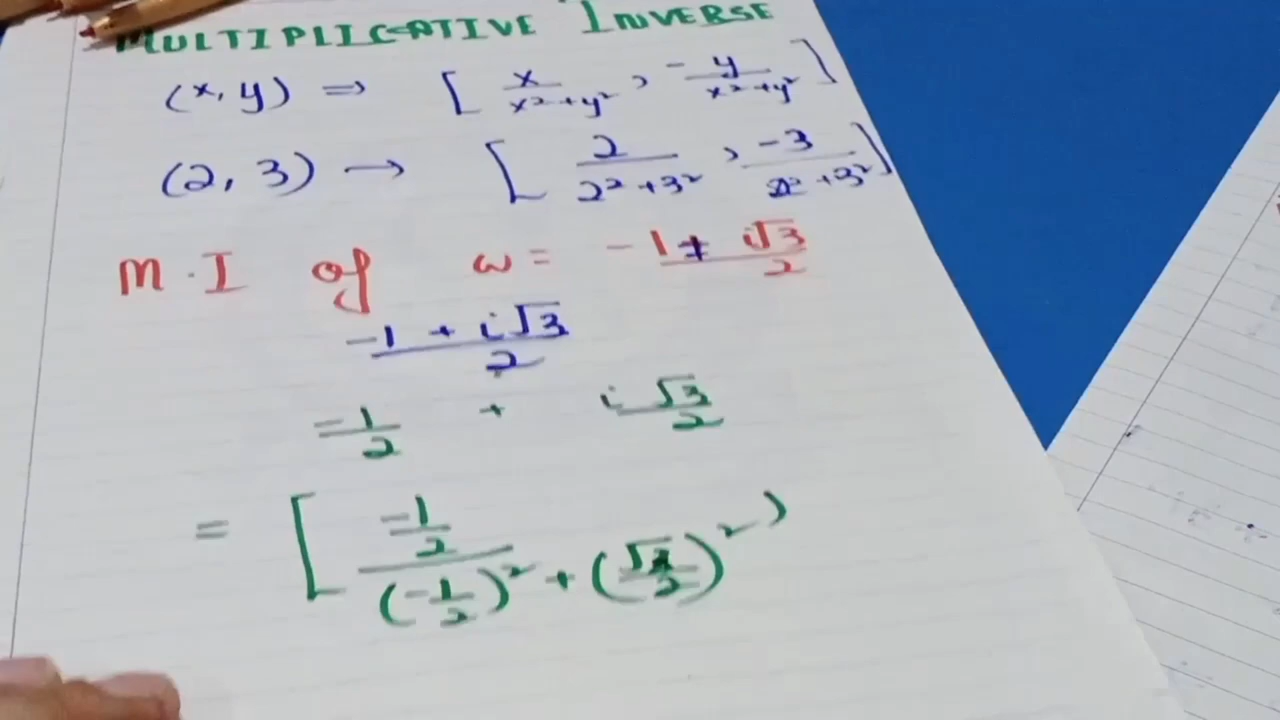 MULTIPLICATIVE INVERSE
(x, y) ⇒ [ x/(x²+y²) , -y/(x²+y²) ]
(2, 3) → [ 2/(2²+3²) , -3/(2²+3²) ]
M.I of ω = (-1 + i√3)/2
(-1 + i√3)/2
-1/2 + i√3/2
= [ (-1/2)/((-1/2)² + (√3/2)²) ,